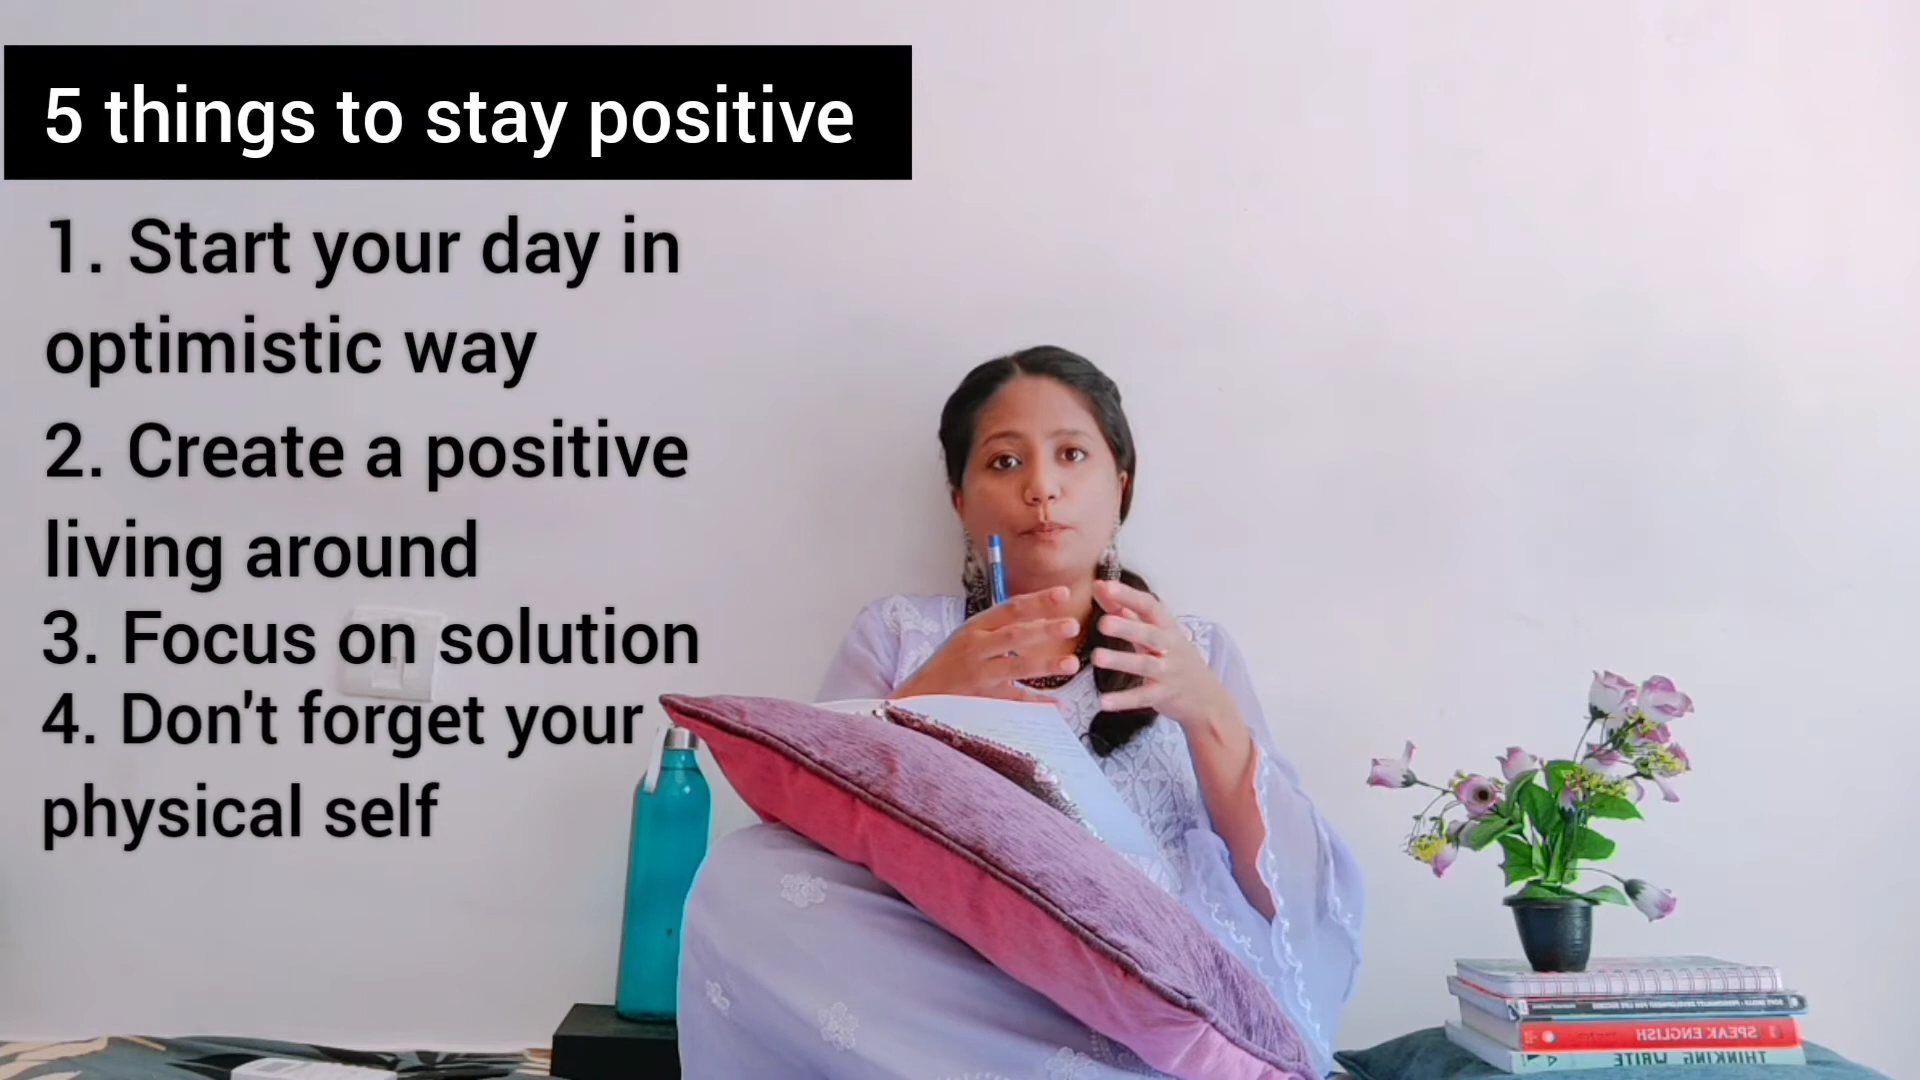 5 things to stay positive
1. Start your day in
optimistic way
2. Create a positive
living around
3. Focus on solution
4. Don't forget your
physical self
SPEAK ENGLISH
THINKING WRITE